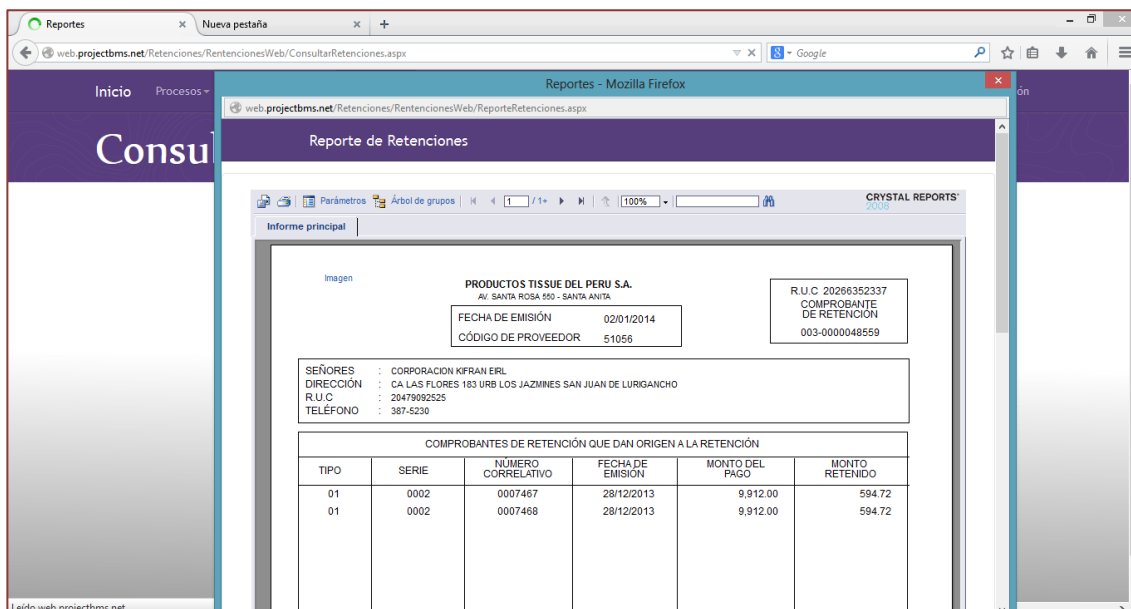 Reportes
Nueva pestaña
web.projectbms.net/Retenciones/RentencionesWeb/ConsultarRetenciones.aspx
Google
Inicio Procesos
ón
Consul
Reportes - Mozilla Firefox
web.projectbms.net/Retenciones/RentencionesWeb/ReporteRetenciones.aspx
Reporte de Retenciones
Parámetros Árbol de grupos 1 / 1+ 100% CRYSTAL REPORTS
2008
Informe principal
Imagen
PRODUCTOS TISSUE DEL PERU S.A.
AV. SANTA ROSA 550 - SANTA ANITA
FECHA DE EMISIÓN 02/01/2014
CÓDIGO DE PROVEEDOR 51056
R.U.C 20266352337
COMPROBANTE
DE RETENCIÓN
003-0000048559
SEÑORES : CORPORACION KIFRAN EIRL
DIRECCIÓN : CA LAS FLORES 183 URB LOS JAZMINES SAN JUAN DE LURIGANCHO
R.U.C : 20479092525
TELÉFONO : 387-5230
COMPROBANTES DE RETENCIÓN QUE DAN ORIGEN A LA RETENCIÓN
TIPO SERIE NÚMERO CORRELATIVO FECHA DE EMISIÓN MONTO DEL PAGO MONTO RETENIDO
01 0002 0007467 28/12/2013 9,912.00 594.72
01 0002 0007468 28/12/2013 9,912.00 594.72
Leído web.projectbms.net